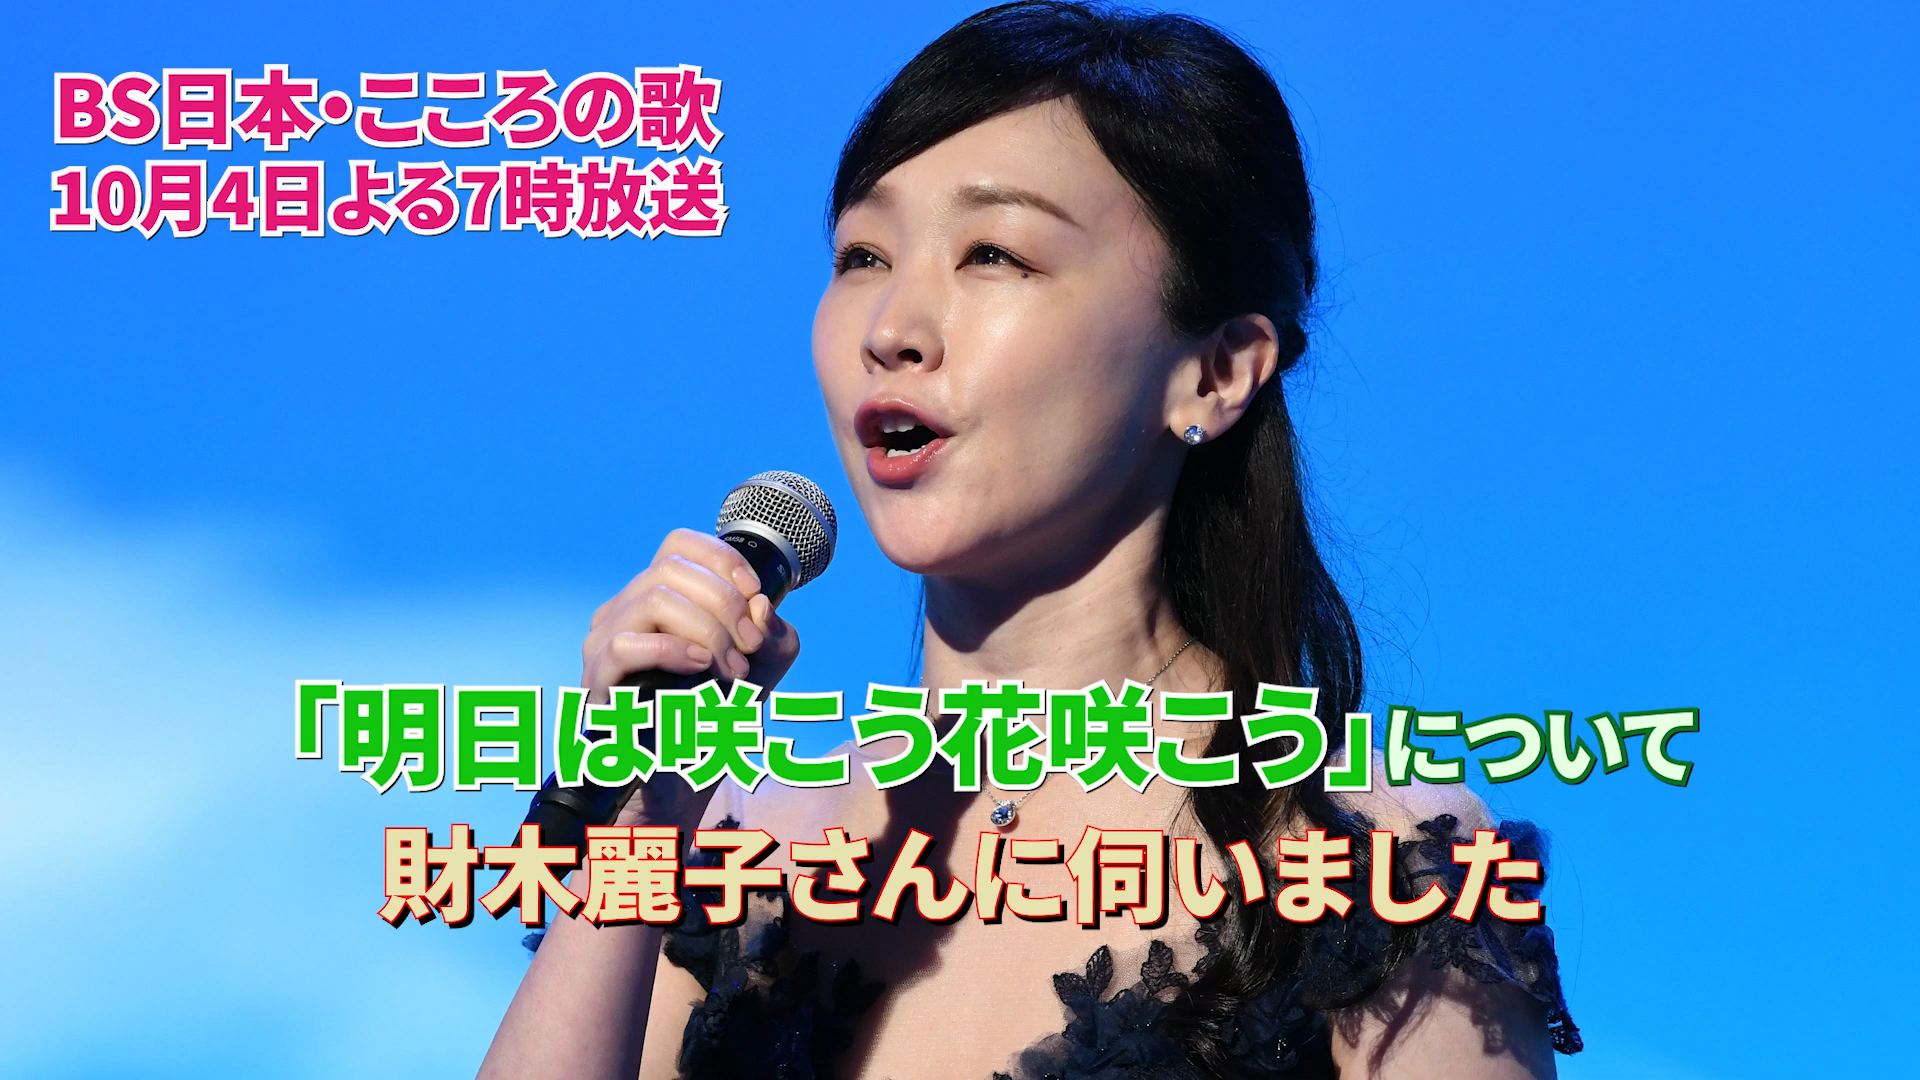 BS日本・こころの歌
10月4日よる7時放送
SM58
「明日は咲こう花咲こう」について
財木麗子さんに伺いました